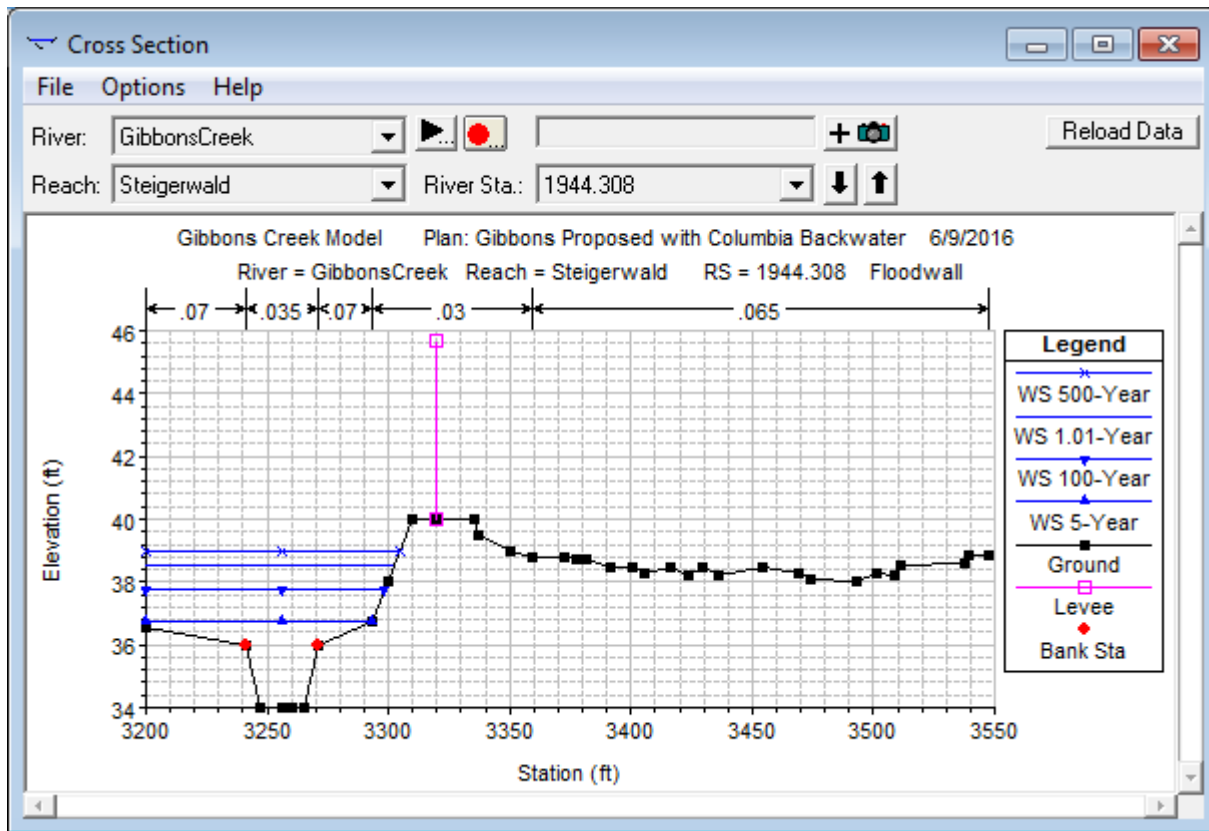 Cross Section
File Options Help
River: GibbonsCreek ... ... Reload Data
Reach: Steigerwald River Sta.: 1944.308
Gibbons Creek Model Plan: Gibbons Proposed with Columbia Backwater 6/9/2016
River = GibbonsCreek Reach = Steigerwald RS = 1944.308 Floodwall
.07 .035 .07 .03 .065
46
44
42
40
38
36
34
Elevation (ft)
3200 3250 3300 3350 3400 3450 3500 3550
Station (ft)
Legend
WS 500-Year
WS 1.01-Year
WS 100-Year
WS 5-Year
Ground
Levee
Bank Sta